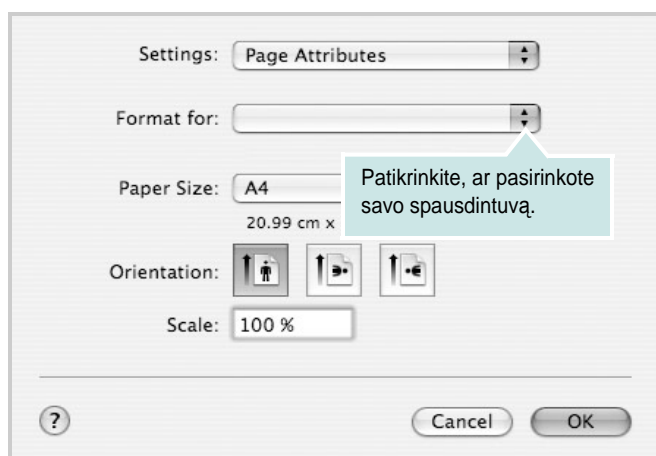 Settings: Page Attributes
Format for:
Patikrinkite, ar pasirinkote
savo spausdintuvą.
Paper Size: A4
20.99 cm x
Orientation:
Scale: 100 %
? Cancel OK